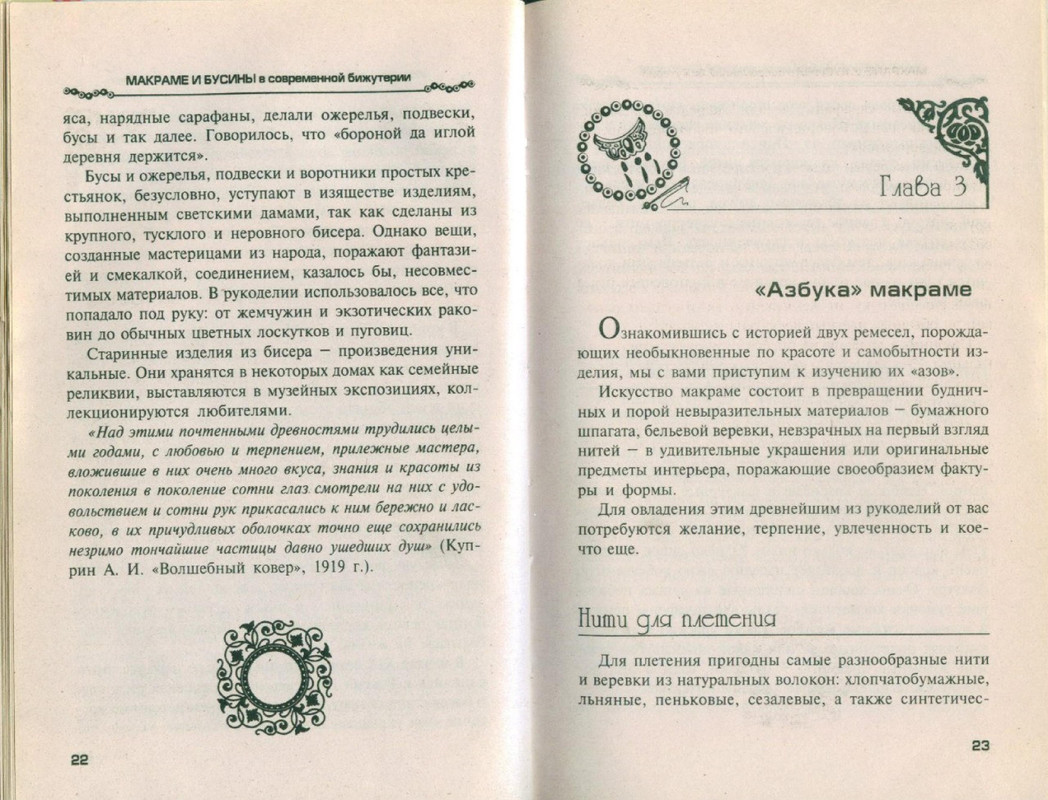 МАКРАМЕ И БУСИНЫ в современной бижутерии
яса, нарядные сарафаны, делали ожерелья, подвески,
бусы и так далее. Говорилось, что «бороной да иглой
деревня держится».
Бусы и ожерелья, подвески и воротники простых кре-
стьянок, безусловно, уступают в изяществе изделиям,
выполненным светскими дамами, так как сделаны из
крупного, тусклого и неровного бисера. Однако вещи,
созданные мастерицами из народа, поражают фантази-
ей и смекалкой, соединением, казалось бы, несовмес-
тимых материалов. В рукоделии использовалось все, что
попадало под руку: от жемчужин и экзотических рако-
вин до обычных цветных лоскутков и пуговиц.
Старинные изделия из бисера — произведения уни-
кальные. Они хранятся в некоторых домах как семейные
реликвии, выставляются в музейных экспозициях, кол-
лекционируются любителями.
«Над этими почтенными древностями трудились целы-
ми годами, с любовью и терпением, прилежные мастера,
вложившие в них очень много вкуса, знания и красоты из
поколения в поколение сотни глаз смотрели на них с удо-
вольствием и сотни рук прикасались к ним бережно и лас-
ково, в их причудливых оболочках точно еще сохранились
незримо тончайшие частицы давно ушедших душ» (Куп-
рин А. И. «Волшебный ковер», 1919 г.).
22
Глава 3
«Азбука» макраме
Ознакомившись с историей двух ремесел, порожда-
ющих необыкновенные по красоте и самобытности из-
делия, мы с вами приступим к изучению их «азов».
Искусство макраме состоит в превращении буднич-
ных и порой невыразительных материалов — бумажного
шпагата, бельевой веревки, невзрачных на первый взгляд
нитей — в удивительные украшения или оригинальные
предметы интерьера, поражающие своеобразием факту-
ры и формы.
Для овладения этим древнейшим из рукоделий от вас
потребуются желание, терпение, увлеченность и кое-
что еще.
Нити для плетения
Для плетения пригодны самые разнообразные нити
и веревки из натуральных волокон: хлопчатобумажные,
льняные, пеньковые, сезалевые, а также синтетичес-
23